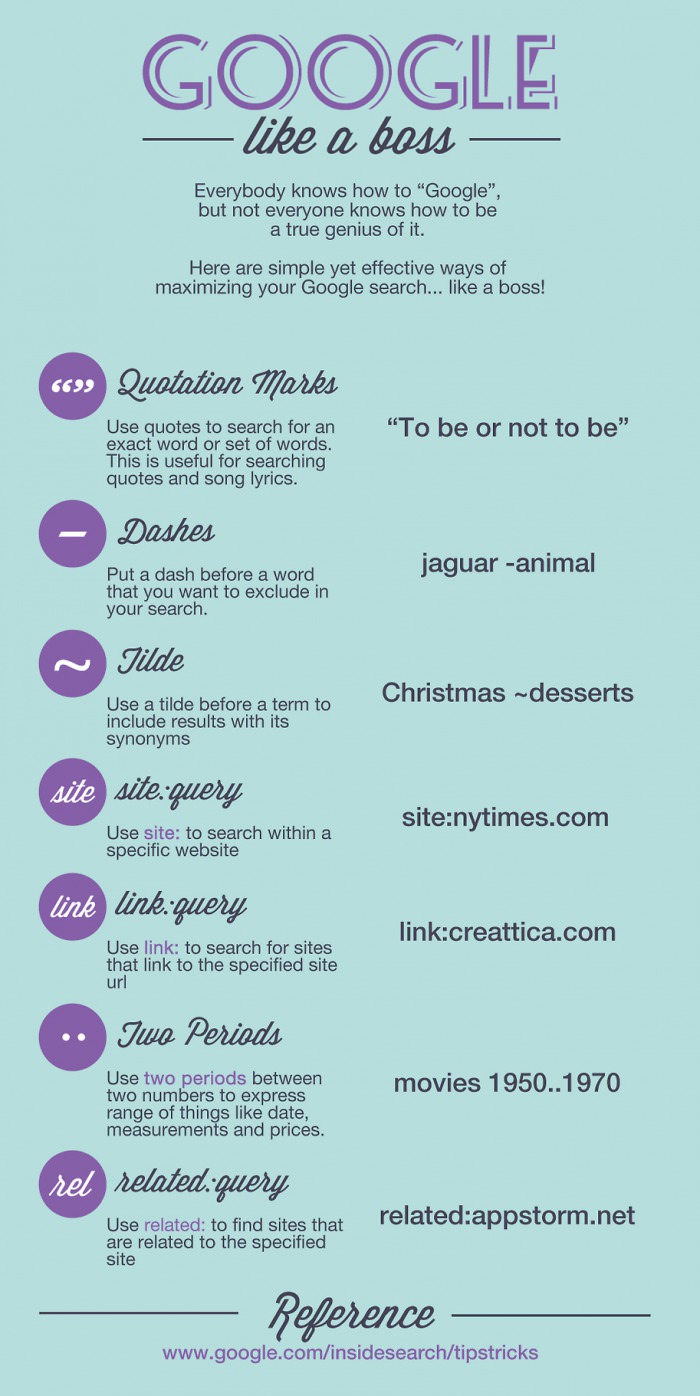 GOOGLE
like a boss
Everybody knows how to “Google”,
but not everyone knows how to be
a true genius of it.
Here are simple yet effective ways of
maximizing your Google search... like a boss!
“” Quotation Marks
Use quotes to search for an
exact word or set of words.
This is useful for searching
quotes and song lyrics.
“To be or not to be”
– Dashes
Put a dash before a word
that you want to exclude in
your search.
jaguar -animal
~ Tilde
Use a tilde before a term to
include results with its
synonyms
Christmas ~desserts
site site:query
Use site: to search within a
specific website
site:nytimes.com
link link:query
Use link: to search for sites
that link to the specified site
url
link:creattica.com
.. Two Periods
Use two periods between
two numbers to express
range of things like date,
measurements and prices.
movies 1950..1970
rel related:query
Use related: to find sites that
are related to the specified
site
related:appstorm.net
Reference
www.google.com/insidesearch/tipstricks